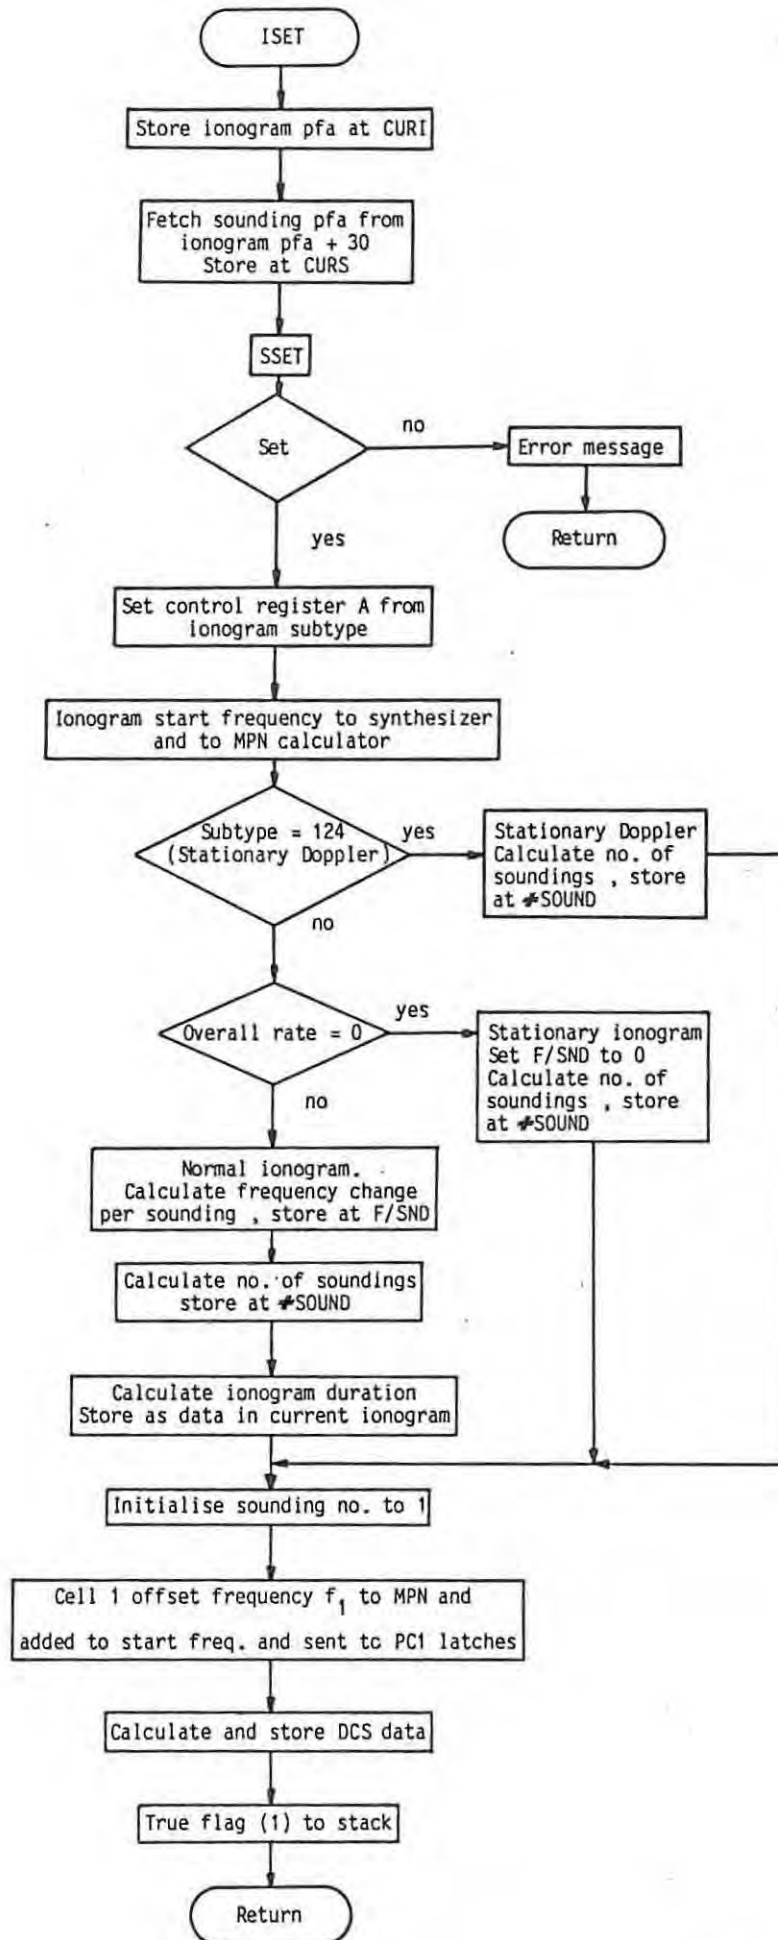 ISET
Store ionogram pfa at CURI
Fetch sounding pfa from
ionogram pfa + 30
Store at CURS
SSET
Set
no
Error message
Return
yes
Set control register A from
ionogram subtype
Ionogram start frequency to synthesizer
and to MPN calculator
Subtype = 124
(Stationary Doppler)
yes
Stationary Doppler
Calculate no. of
soundings , store
at #SOUND
no
Overall rate = 0
yes
Stationary ionogram
Set F/SND to 0
Calculate no. of
soundings , store
at #SOUND
no
Normal ionogram.
Calculate frequency change
per sounding , store at F/SND
Calculate no. of soundings
store at #SOUND
Calculate ionogram duration
Store as data in current ionogram
Initialise sounding no. to 1
Cell 1 offset frequency f1 to MPN and
added to start freq. and sent to PC1 latches
Calculate and store DCS data
True flag (1) to stack
Return